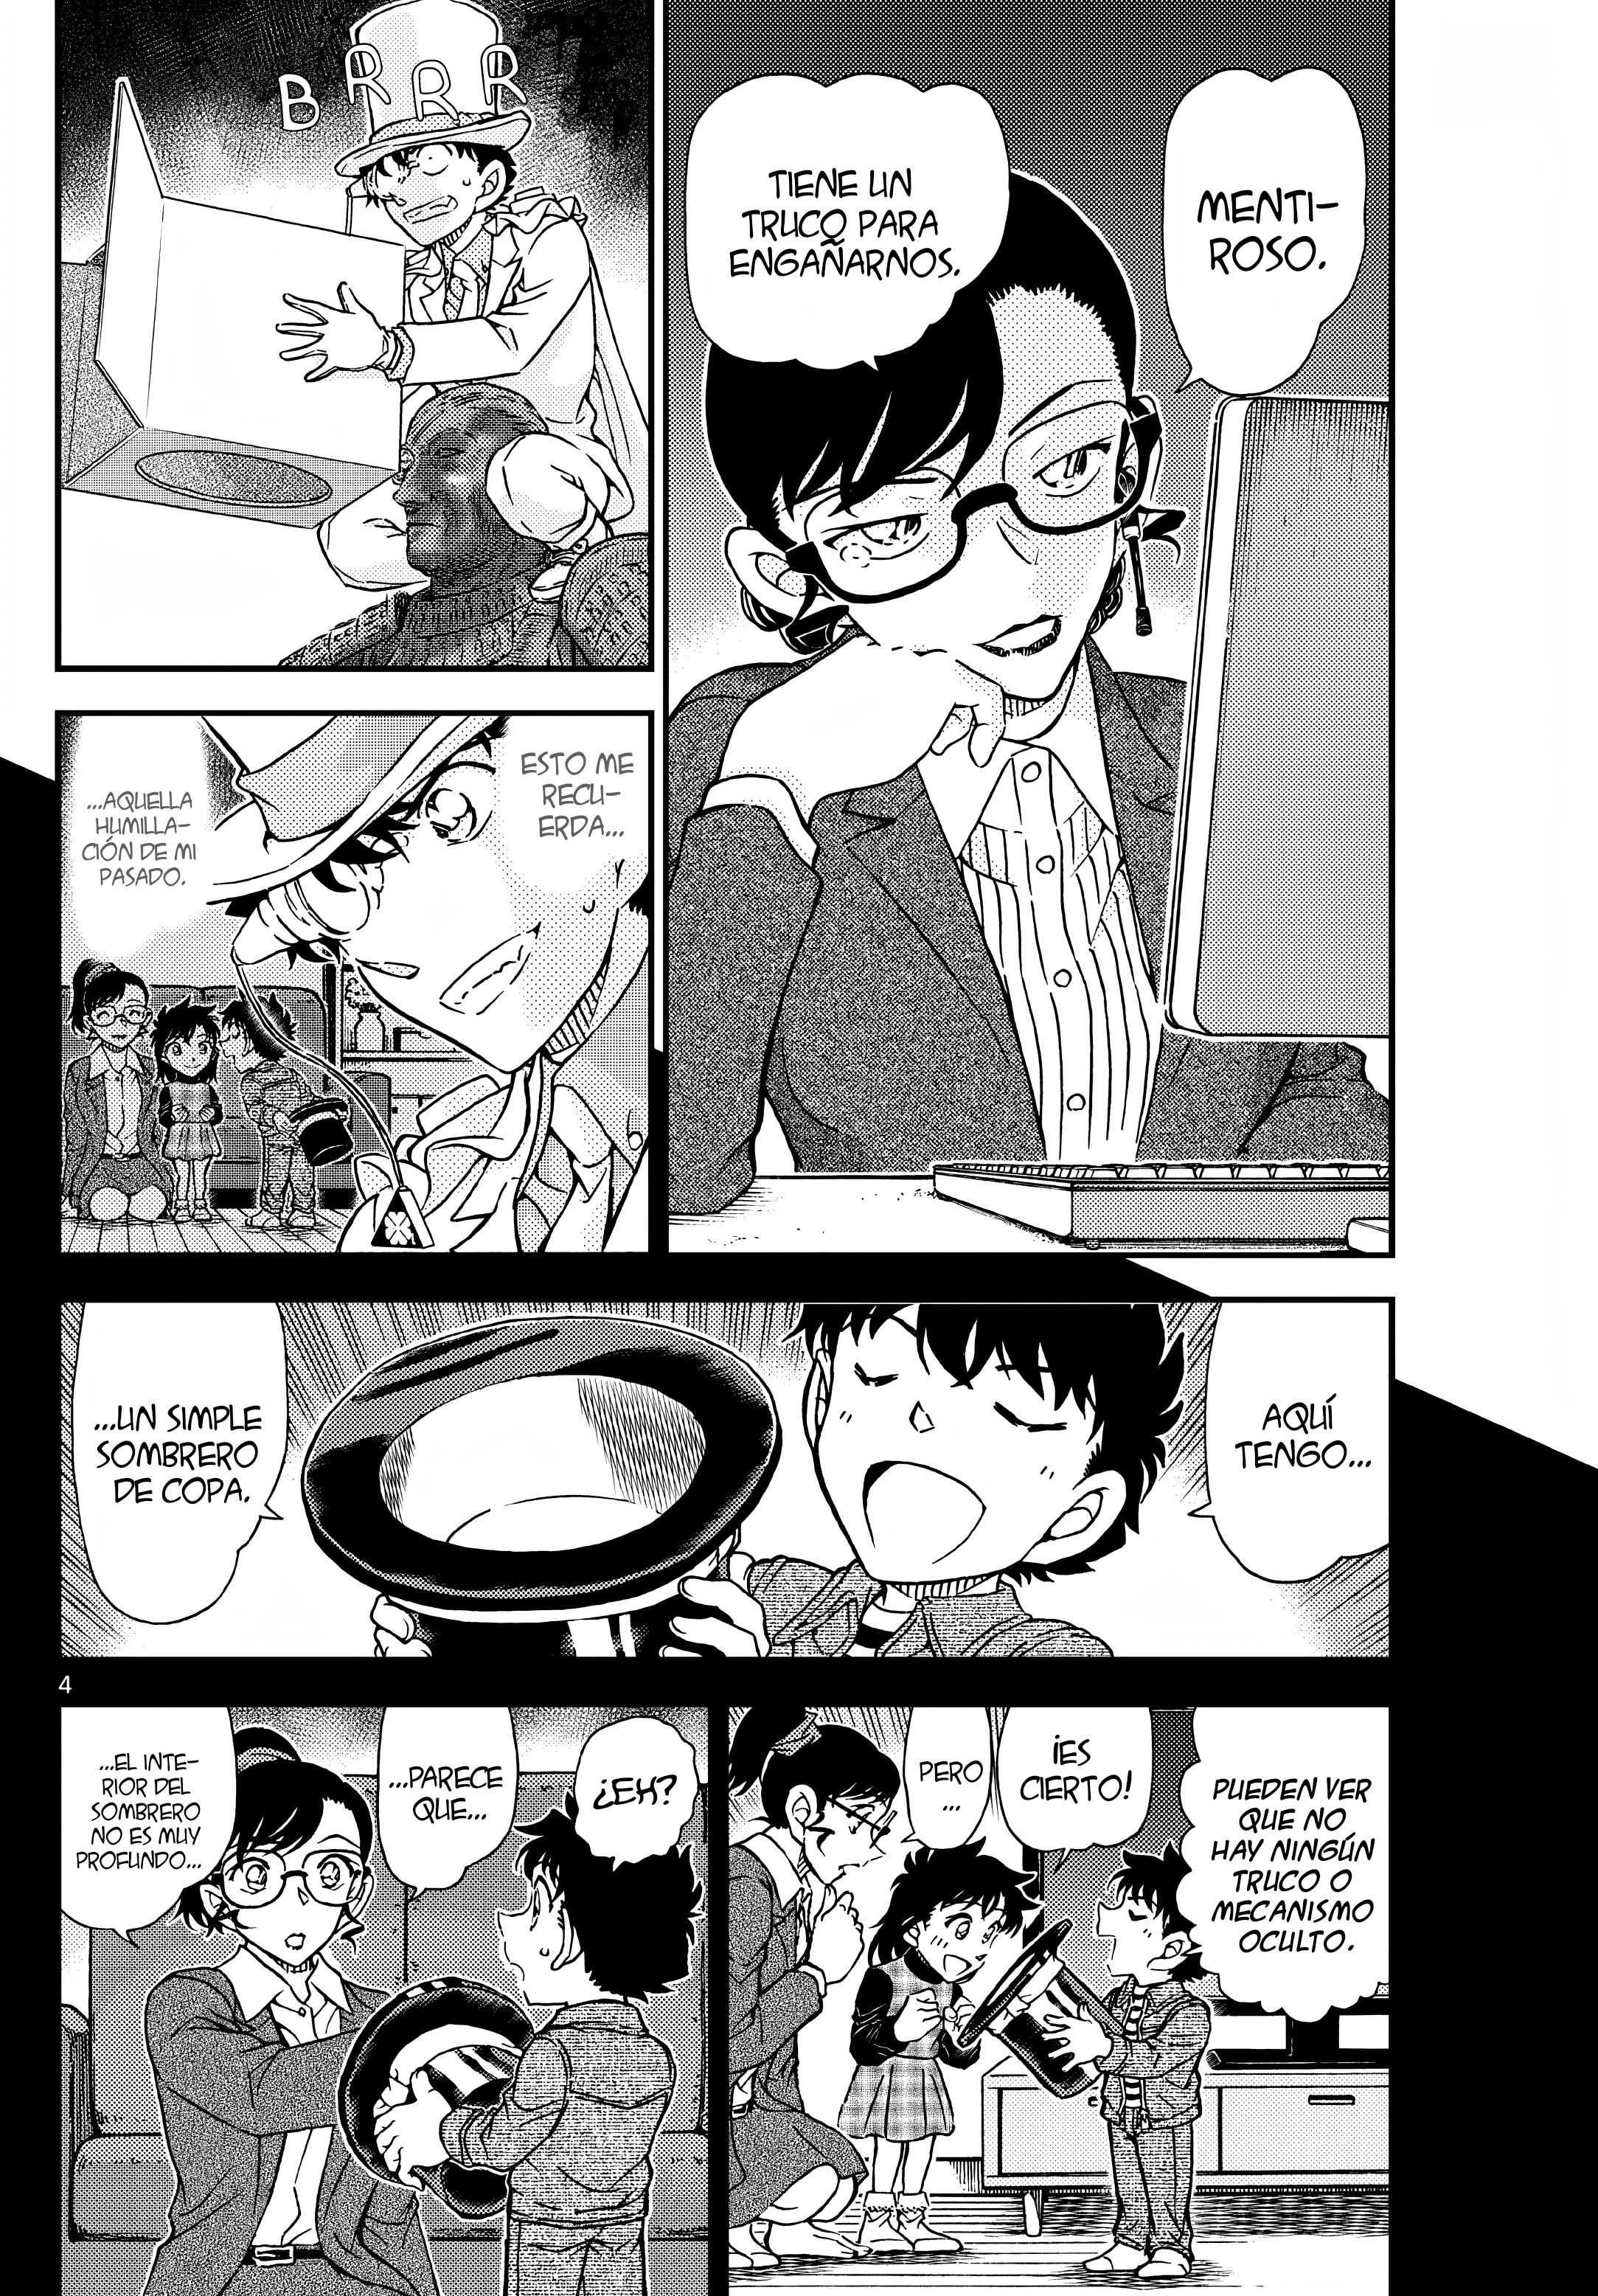 MENTI-
ROSO.
TIENE UN
TRUCO PARA
ENGAÑARNOS.
BRRR
ESTO ME
RECU-
ERDA...
...AQUELLA
HUMILLA-
CIÓN DE MI
PASADO.
AQUÍ
TENGO...
...UN SIMPLE
SOMBRERO
DE COPA.
4
PUEDEN VER
QUE NO
HAY NINGÚN
TRUCO O
MECANISMO
OCULTO.
¡ES
CIERTO!
PERO
...
¿EH?
...PARECE
QUE...
...EL INTE-
RIOR DEL
SOMBRERO
NO ES MUY
PROFUNDO...